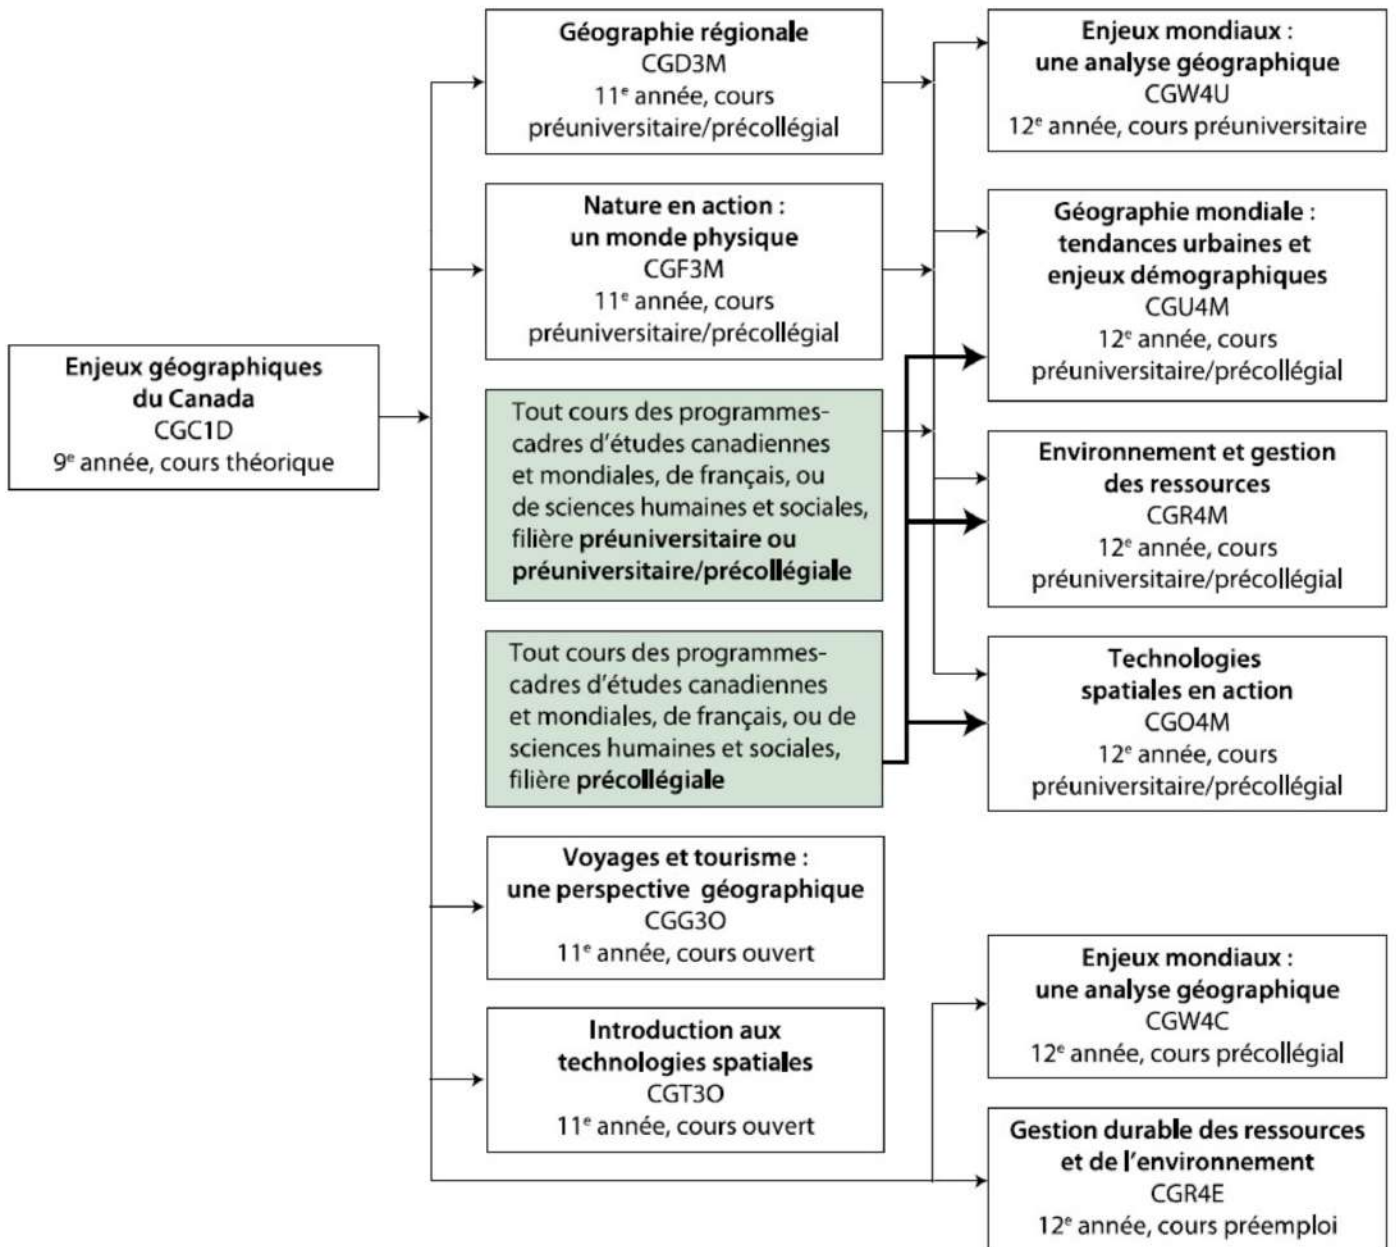 Enjeux géographiques
du Canada
CGC1D
9e année, cours théorique
Géographie régionale
CGD3M
11e année, cours
préuniversitaire/précollégial
Nature en action :
un monde physique
CGF3M
11e année, cours
préuniversitaire/précollégial
Tout cours des programmes-
cadres d'études canadiennes
et mondiales, de français, ou
de sciences humaines et sociales,
filière préuniversitaire ou
préuniversitaire/précollégiale
Tout cours des programmes-
cadres d'études canadiennes
et mondiales, de français, ou de
sciences humaines et sociales,
filière précollégiale
Voyages et tourisme :
une perspective géographique
CGG3O
11e année, cours ouvert
Introduction aux
technologies spatiales
CGT3O
11e année, cours ouvert
Enjeux mondiaux :
une analyse géographique
CGW4U
12e année, cours préuniversitaire
Géographie mondiale :
tendances urbaines et
enjeux démographiques
CGU4M
12e année, cours
préuniversitaire/précollégial
Environnement et gestion
des ressources
CGR4M
12e année, cours
préuniversitaire/précollégial
Technologies
spatiales en action
CGO4M
12e année, cours
préuniversitaire/précollégial
Enjeux mondiaux :
une analyse géographique
CGW4C
12e année, cours précollégial
Gestion durable des ressources
et de l'environnement
CGR4E
12e année, cours préemploi